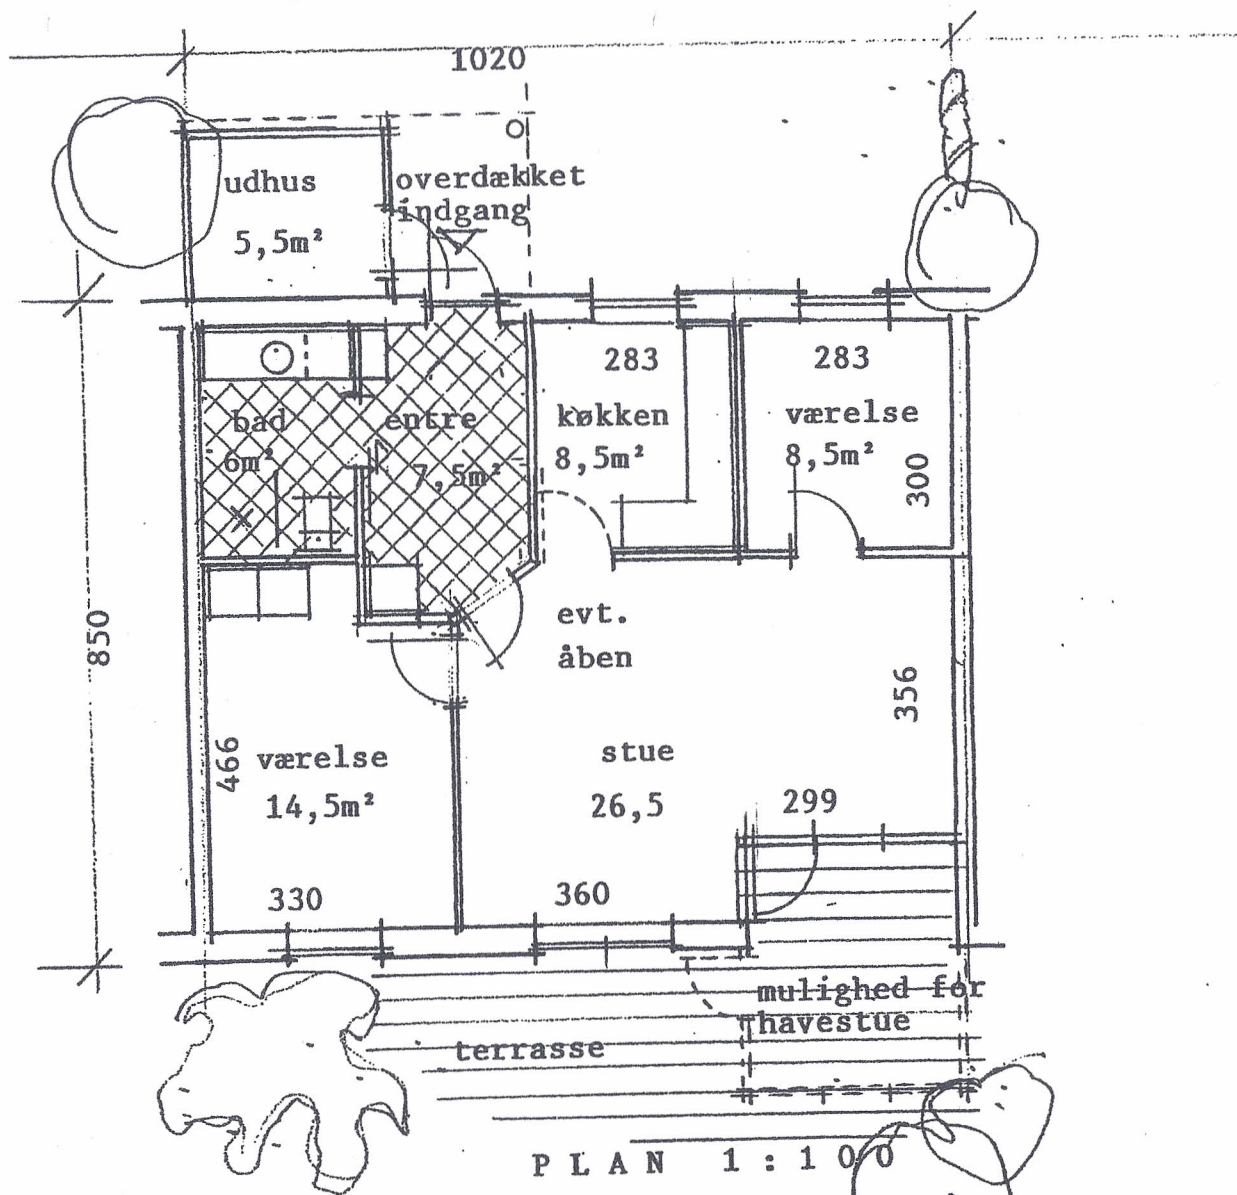 1020
udhus
5,5m²
overdækket
indgang
283
283
bad
6m²
entre
7,5m²
køkken
8,5m²
værelse
8,5m²
300
850
evt.
åben
356
466
værelse
14,5m²
stue
26,5
299
330
360
mulighed for
havestue
terrasse
PLAN 1:100